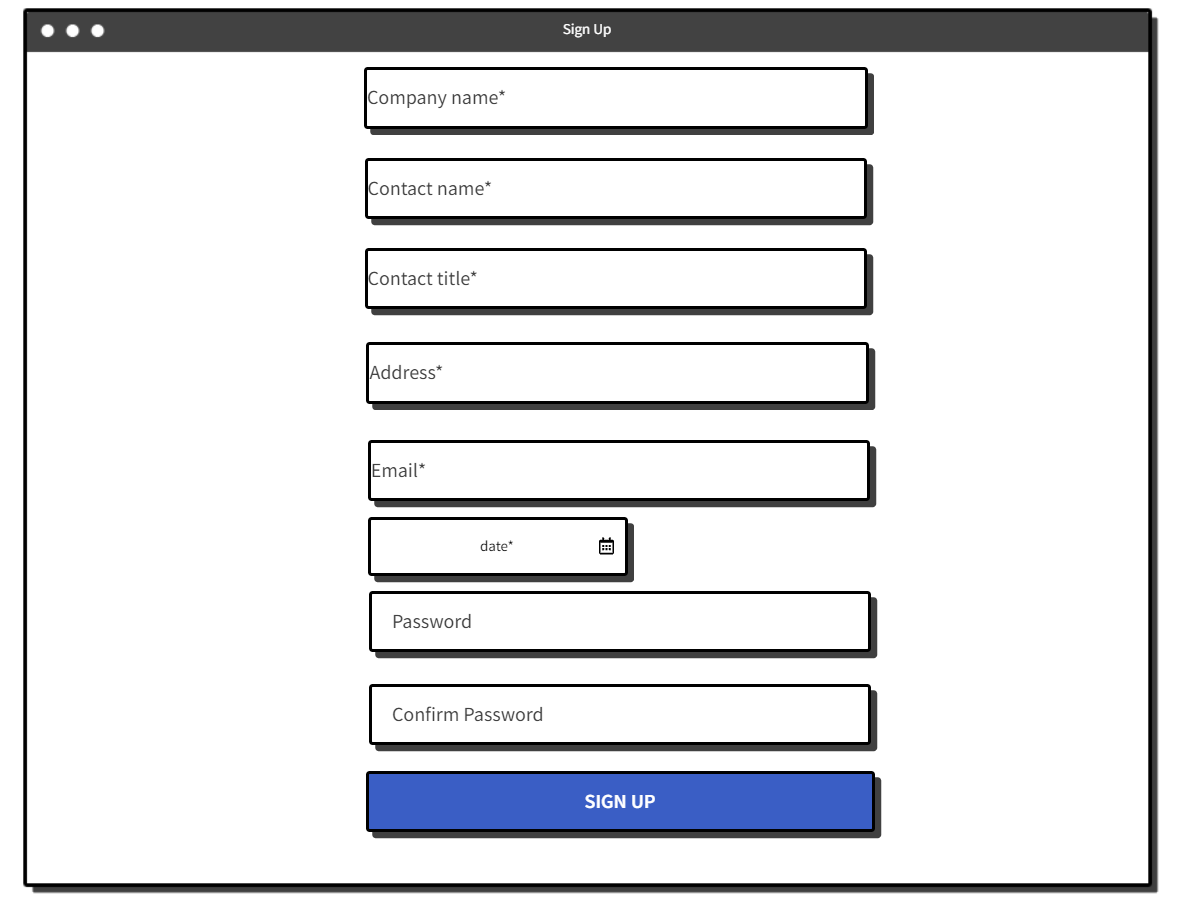 Sign Up
Company name*
Contact name*
Contact title*
Address*
Email*
date*
Password
Confirm Password
SIGN UP